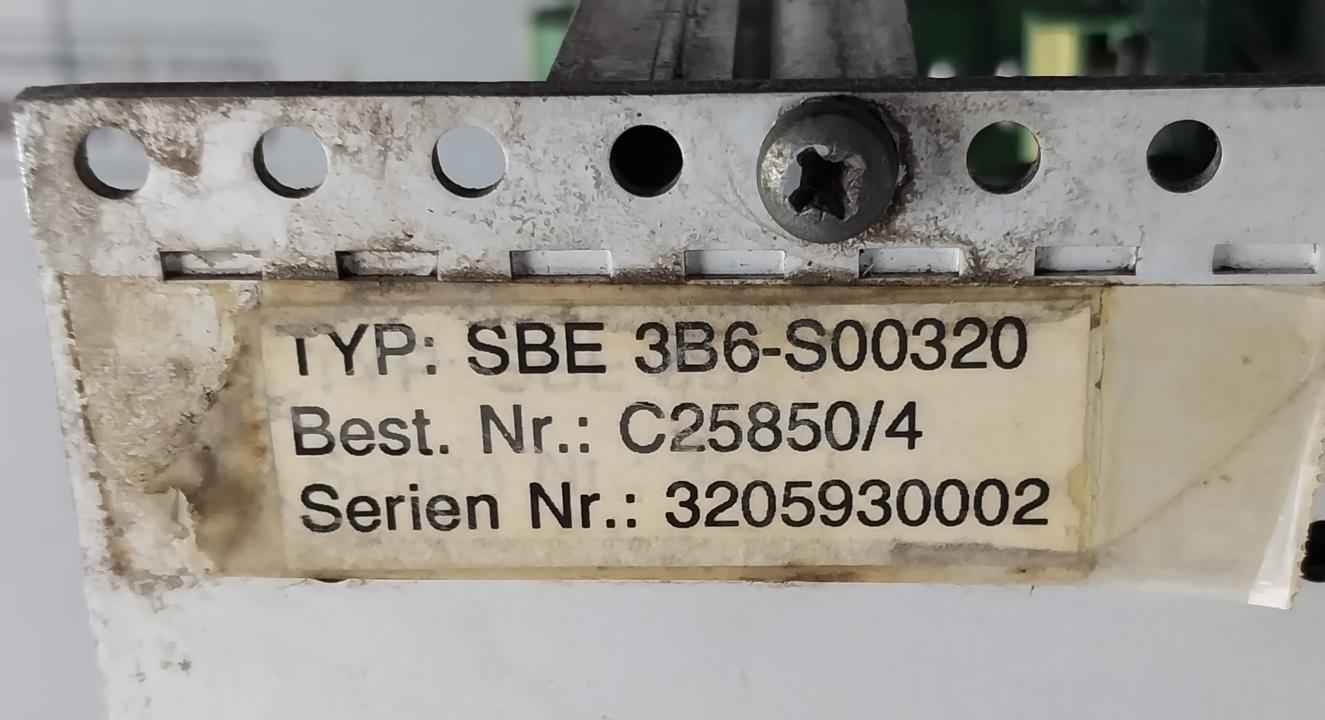 TYP: SBE 3B6-S00320
Best. Nr.: C25850/4
Serien Nr.: 3205930002